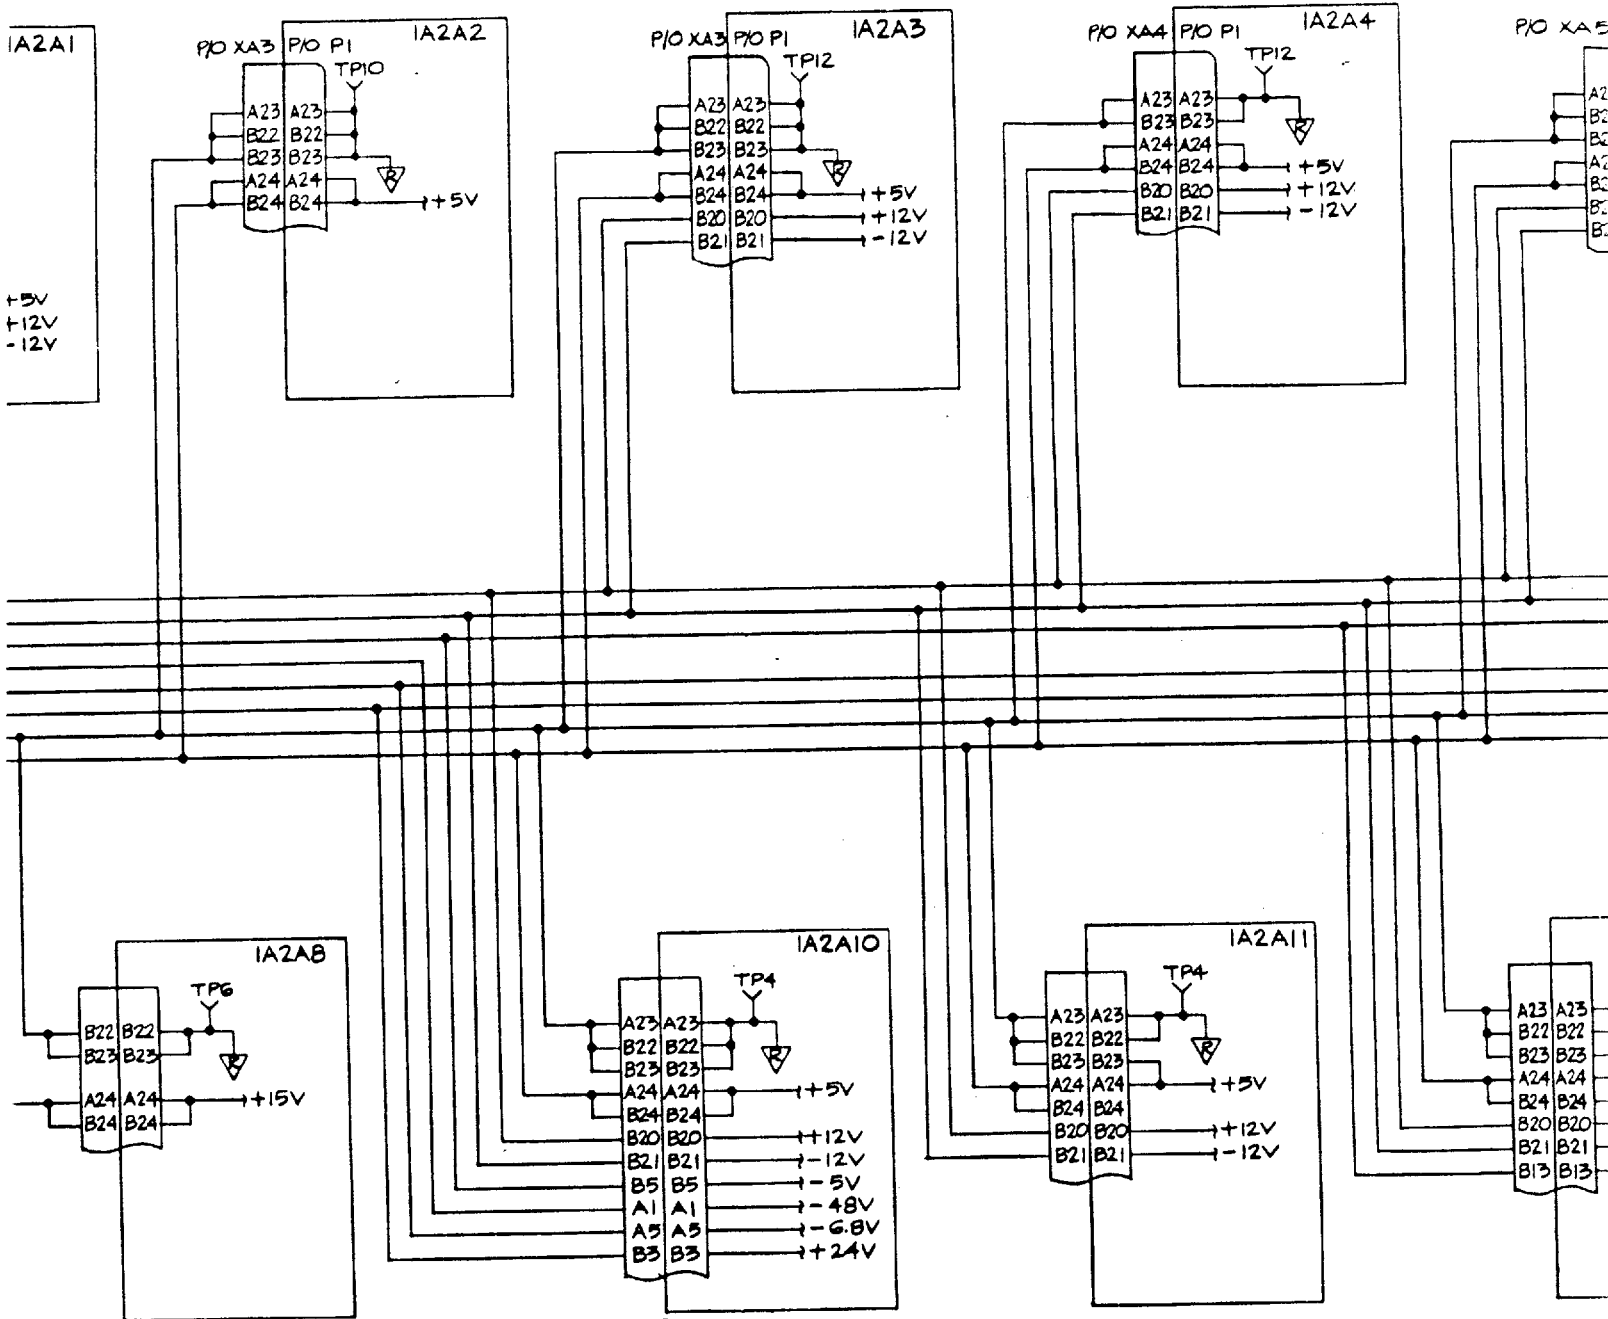 1A2A1
+5V
+12V
-12V
1A2A2
P/O XA3 P/O P1
TP10
A23 A23
B22 B22
B23 B23
A24 A24
B24 B24
R
+5V
1A2A3
P/O XA3 P/O P1
TP12
A23 A23
B22 B22
B23 B23
A24 A24
B24 B24
B20 B20
B21 B21
R
+5V
+12V
-12V
1A2A4
P/O XA4 P/O P1
TP12
A23 A23
B23 B23
A24 A24
B24 B24
B20 B20
B21 B21
R
+5V
+12V
-12V
P/O XA5
1A2A8
TP6
B22 B22
B23 B23
A24 A24
B24 B24
R
+15V
1A2A10
TP4
A23 A23
B22 B22
B23 B23
A24 A24
B24 B24
B20 B20
B21 B21
B5 B5
A1 A1
A5 A5
B3 B3
R
+5V
+12V
-12V
-5V
-48V
-6.8V
+24V
1A2A11
TP4
A23 A23
B22 B22
B23 B23
A24 A24
B24 B24
B20 B20
B21 B21
R
+5V
+12V
-12V
A23 A23
B22 B22
B23 B23
A24 A24
B24 B24
B20 B20
B21 B21
B13 B13